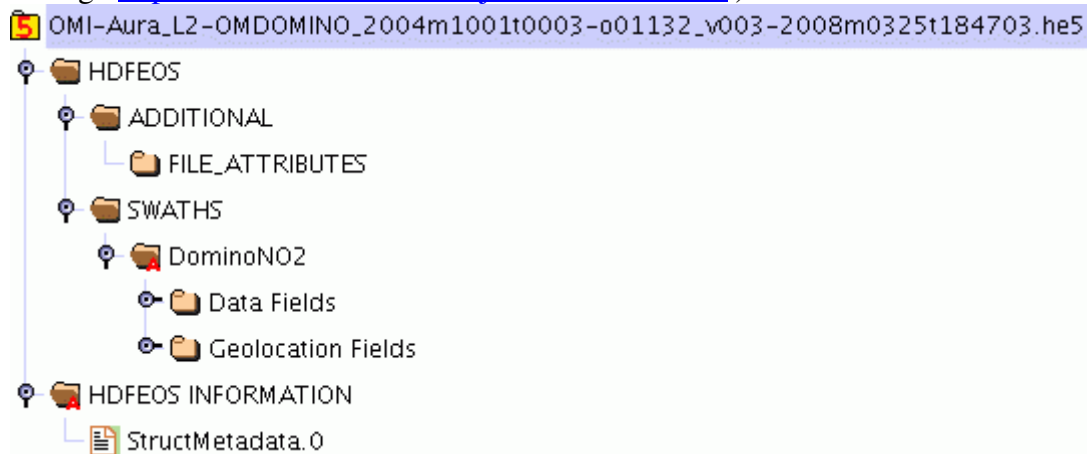 OMI-Aura_L2-OMDOMINO_2004m1001t0003-o01132_v003-2008m0325t184703.he5
HDFEOS
ADDITIONAL
FILE_ATTRIBUTES
SWATHS
DominoNO2
Data Fields
Geolocation Fields
HDFEOS INFORMATION
StructMetadata.0